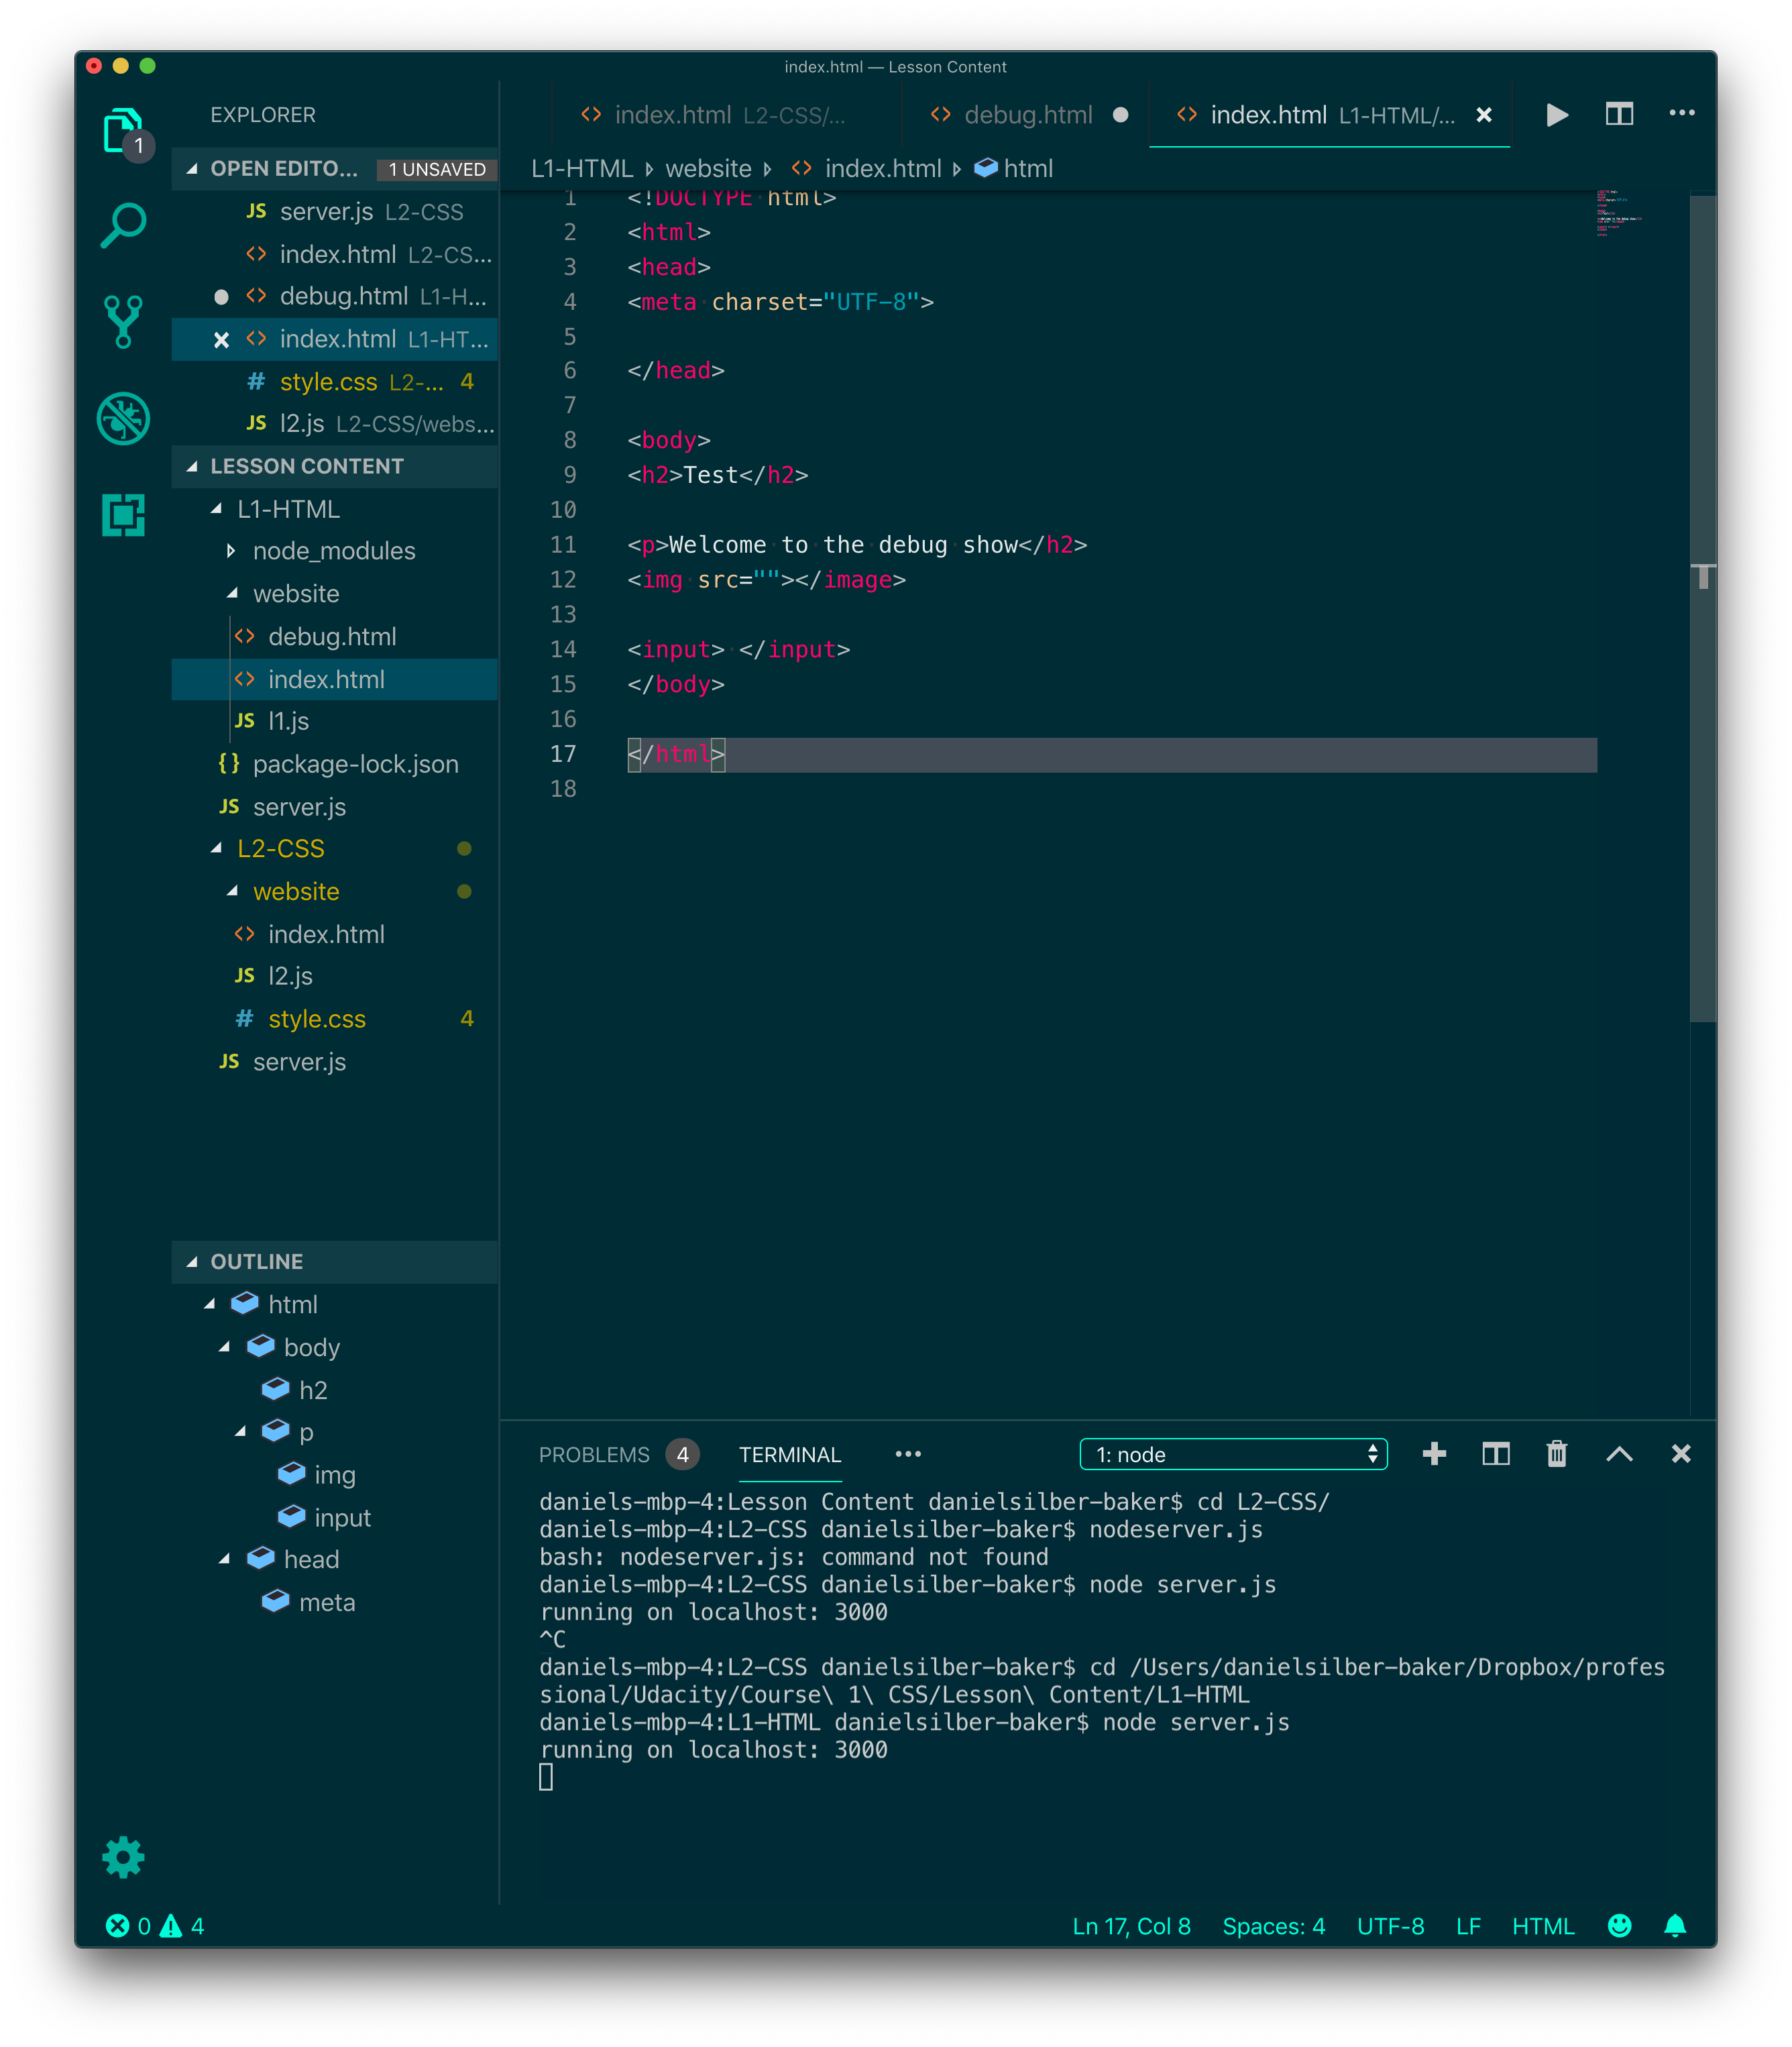 index.html — Lesson Content
EXPLORER
1
OPEN EDITO... 1 UNSAVED
JS server.js L2-CSS
<> index.html L2-CS...
<> debug.html L1-H...
<> index.html L1-HT...
# style.css L2-... 4
JS l2.js L2-CSS/webs...
LESSON CONTENT
L1-HTML
node_modules
website
<> debug.html
<> index.html
JS l1.js
{} package-lock.json
JS server.js
L2-CSS
website
<> index.html
JS l2.js
# style.css 4
JS server.js
OUTLINE
html
body
h2
p
img
input
head
meta
<> index.html L2-CSS/... <> debug.html <> index.html L1-HTML/...
L1-HTML website <> index.html html
1 <!DOCTYPE html>
2 <html>
3 <head>
4 <meta charset="UTF-8">
5
6 </head>
7
8 <body>
9 <h2>Test</h2>
10
11 <p>Welcome to the debug show</h2>
12 <img src=""></image>
13
14 <input> </input>
15 </body>
16
17 </html>
18
PROBLEMS 4 TERMINAL ... 1: node
daniels-mbp-4:Lesson Content danielsilber-baker$ cd L2-CSS/
daniels-mbp-4:L2-CSS danielsilber-baker$ nodeserver.js
bash: nodeserver.js: command not found
daniels-mbp-4:L2-CSS danielsilber-baker$ node server.js
running on localhost: 3000
^C
daniels-mbp-4:L2-CSS danielsilber-baker$ cd /Users/danielsilber-baker/Dropbox/profes
sional/Udacity/Course\ 1\ CSS/Lesson\ Content/L1-HTML
daniels-mbp-4:L1-HTML danielsilber-baker$ node server.js
running on localhost: 3000
0 4 Ln 17, Col 8 Spaces: 4 UTF-8 LF HTML